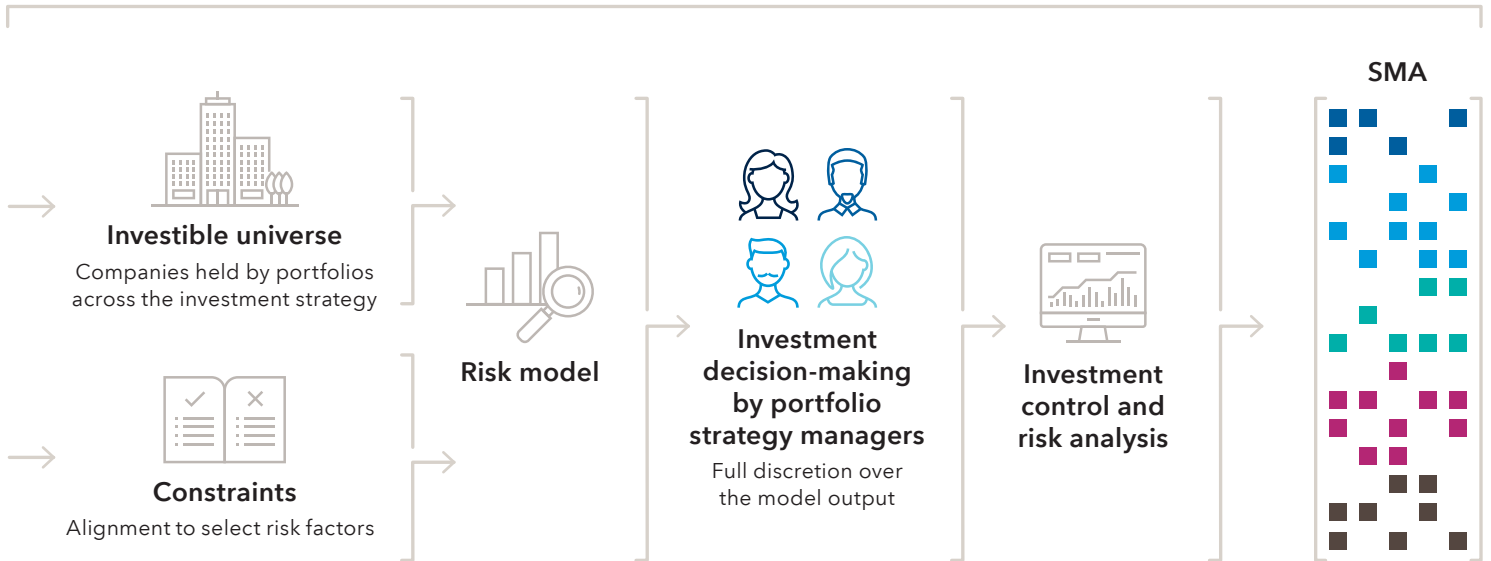 SMA
Investible universe
Companies held by portfolios
across the investment strategy
Constraints
Alignment to select risk factors
Risk model
Investment
decision-making
by portfolio
strategy managers
Full discretion over
the model output
Investment
control and
risk analysis